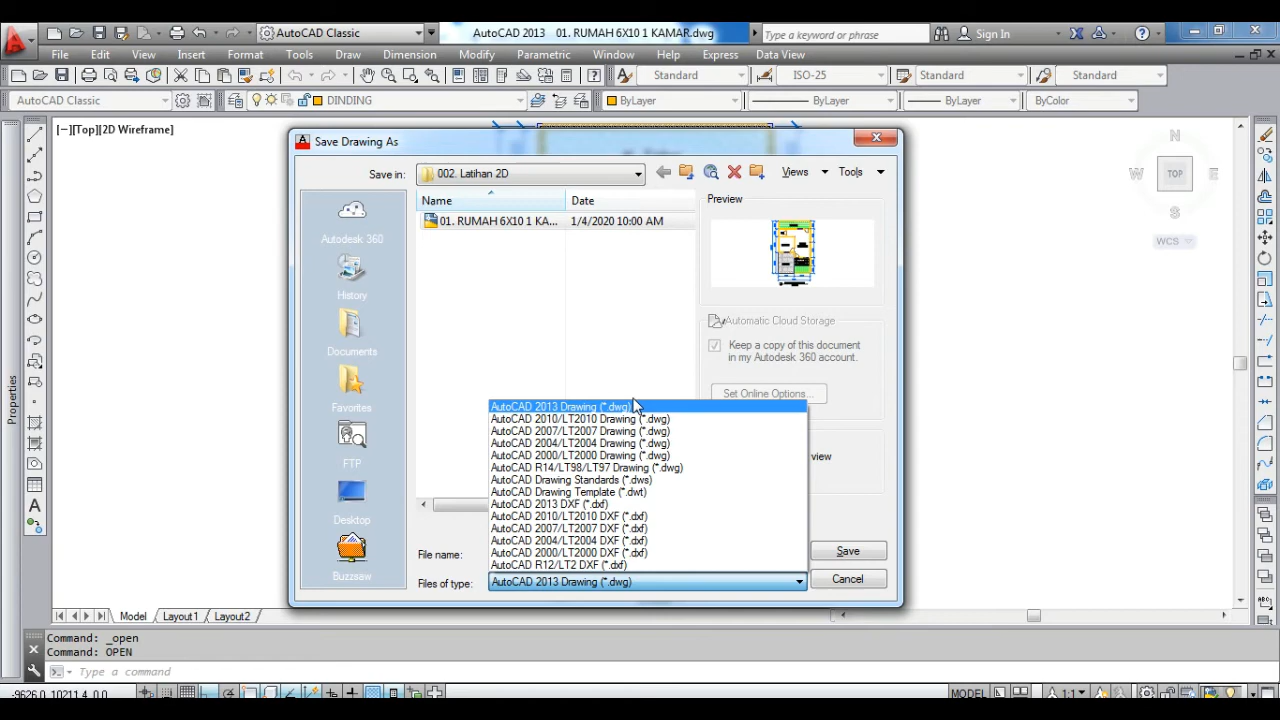 AutoCAD Classic
AutoCAD 2013
01. RUMAH 6X10 1 KAMAR.dwg
Type a keyword or phrase
Sign In
File Edit View Insert Format Tools Draw Dimension Modify Parametric Window Help Express Data View
Standard
ISO-25
Standard
Standard
AutoCAD Classic
DINDING
ByLayer
ByLayer
ByLayer
ByColor
[−][Top][2D Wireframe]
Save Drawing As
Save in:
002. Latihan 2D
Views
Tools
Name
Date
Preview
01. RUMAH 6X10 1 KA...
1/4/2020 10:00 AM
Autodesk 360
History
Documents
Favorites
FTP
Desktop
Buzzsaw
Automatic Cloud Storage
Keep a copy of this document
in my Autodesk 360 account.
Set Online Options...
view
AutoCAD 2013 Drawing (*.dwg)
AutoCAD 2010/LT2010 Drawing (*.dwg)
AutoCAD 2007/LT2007 Drawing (*.dwg)
AutoCAD 2004/LT2004 Drawing (*.dwg)
AutoCAD 2000/LT2000 Drawing (*.dwg)
AutoCAD R14/LT98/LT97 Drawing (*.dwg)
AutoCAD Drawing Standards (*.dws)
AutoCAD Drawing Template (*.dwt)
AutoCAD 2013 DXF (*.dxf)
AutoCAD 2010/LT2010 DXF (*.dxf)
AutoCAD 2007/LT2007 DXF (*.dxf)
AutoCAD 2004/LT2004 DXF (*.dxf)
AutoCAD 2000/LT2000 DXF (*.dxf)
AutoCAD R12/LT2 DXF (*.dxf)
File name:
Save
Files of type:
AutoCAD 2013 Drawing (*.dwg)
Cancel
N
W
TOP
E
S
WCS
Properties
Model
Layout1
Layout2
Command: _open
Command: OPEN
Type a command
-9626.0, 10211.4, 0.0
MODEL
1:1